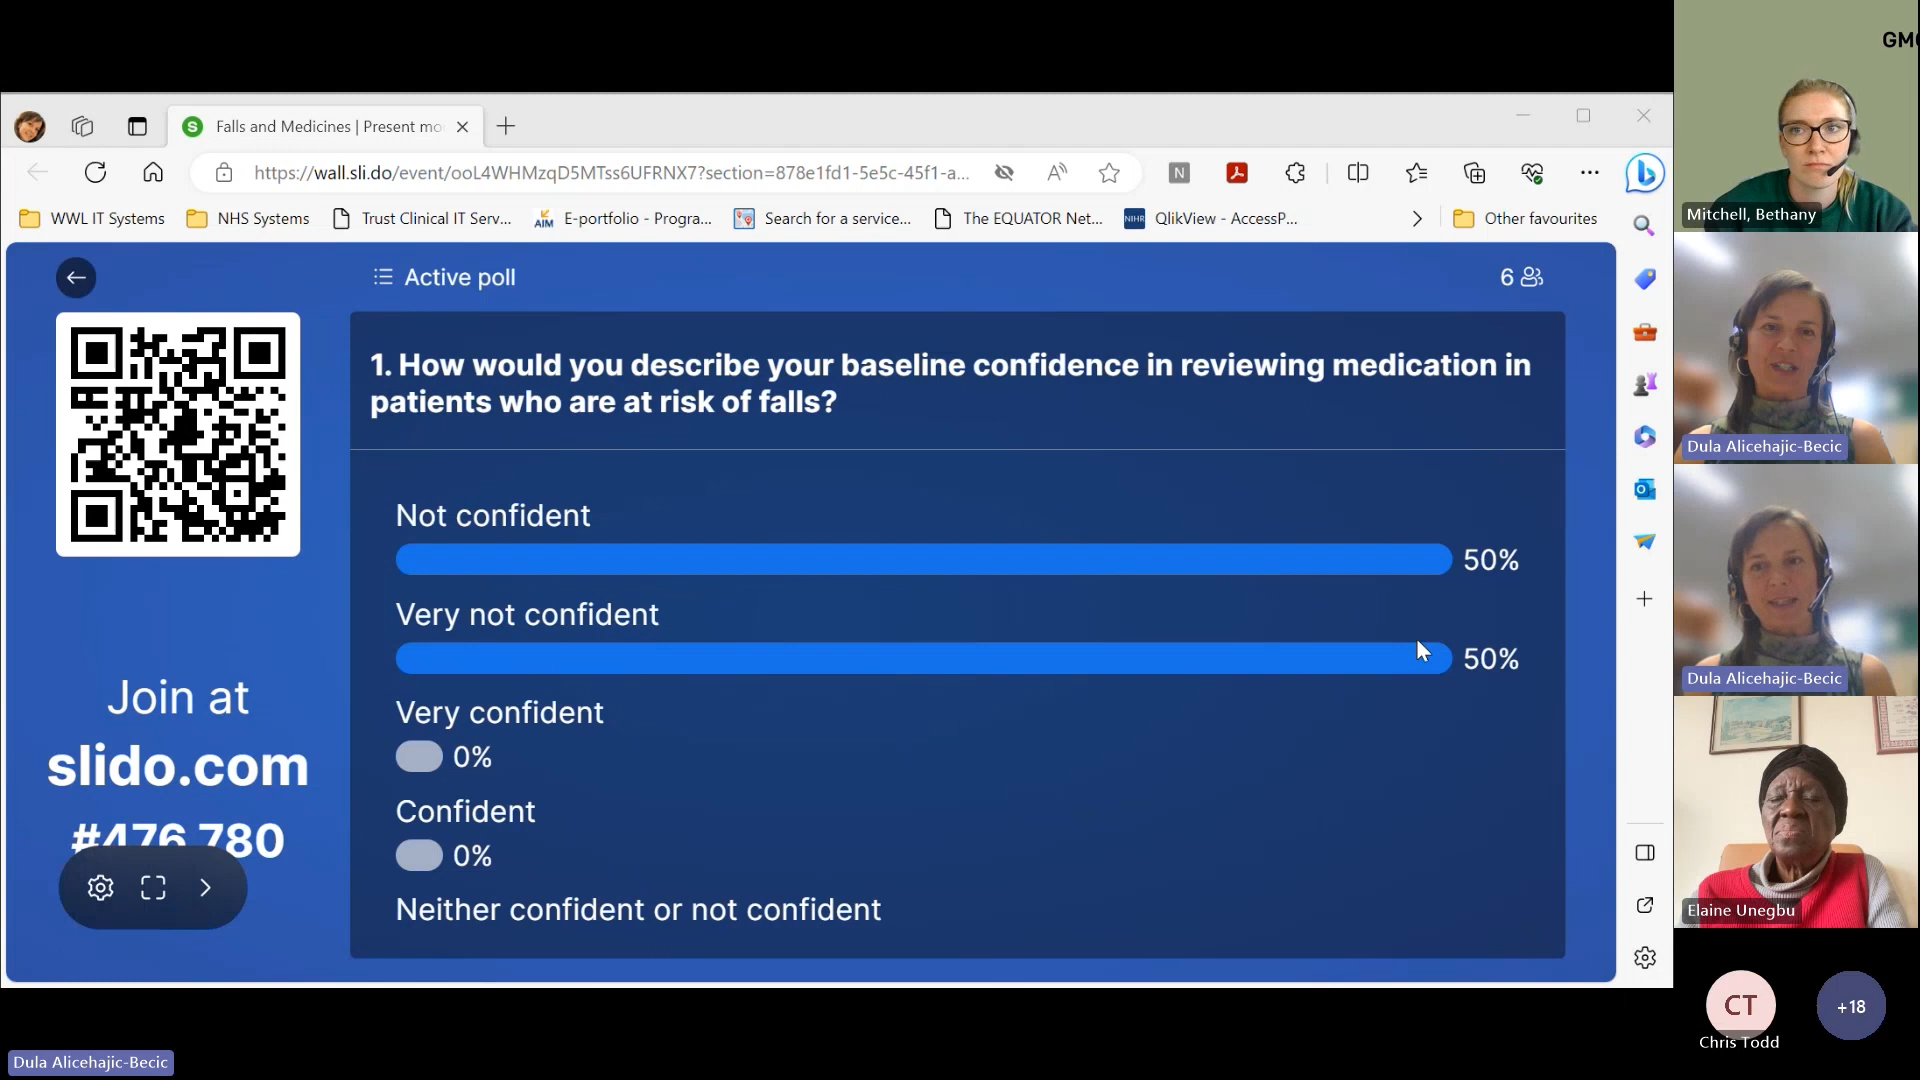 Falls and Medicines | Present mo
https://wall.sli.do/event/ooL4WHMzqD5MTss6UFRNX7?section=878e1fd1-5e5c-45f1-a...
WWL IT Systems
NHS Systems
Trust Clinical IT Serv...
E-portfolio - Progra...
Search for a service...
The EQUATOR Net...
QlikView - AccessP...
Other favourites
Active poll
6
1. How would you describe your baseline confidence in reviewing medication in
patients who are at risk of falls?
Not confident
50%
Very not confident
50%
Very confident
0%
Confident
0%
Neither confident or not confident
Join at
slido.com
#476 780
GM
Mitchell, Bethany
Dula Alicehajic-Becic
Dula Alicehajic-Becic
Elaine Unegbu
CT
Chris Todd
+18
Dula Alicehajic-Becic